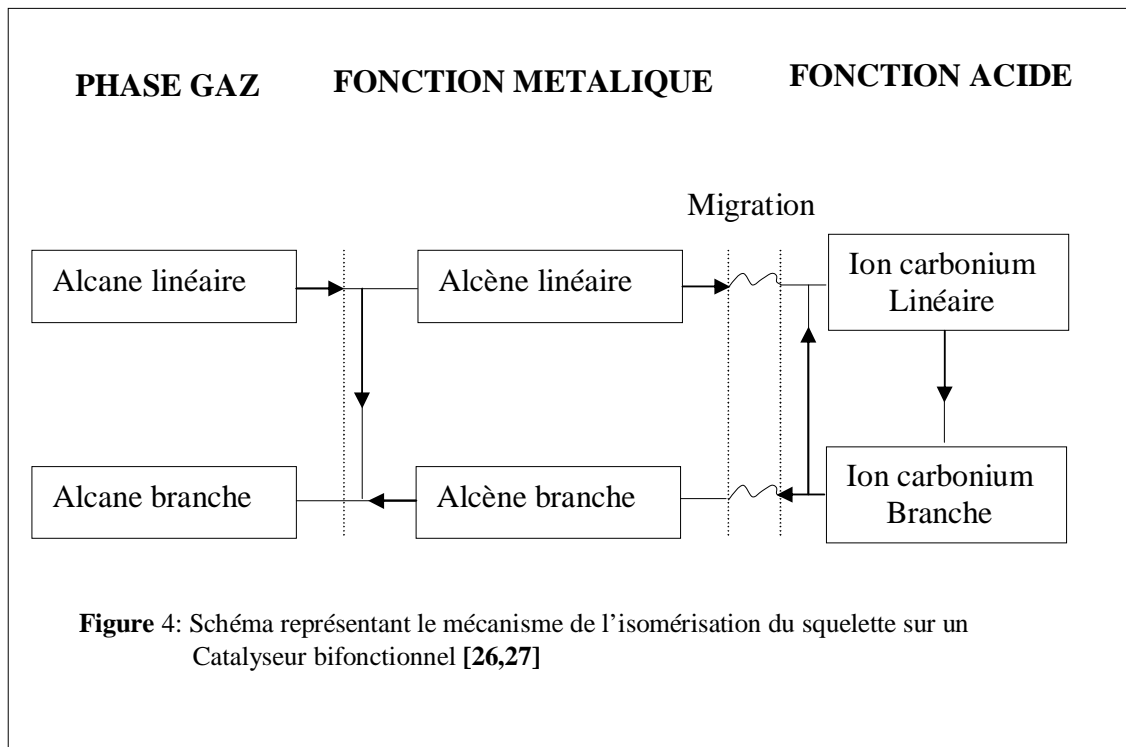 PHASE GAZ FONCTION METALIQUE FONCTION ACIDE
Migration
Alcane linéaire Alcène linéaire Ion carbonium
Linéaire
Alcane branche Alcène branche Ion carbonium
Branche
Figure 4: Schéma représentant le mécanisme de l’isomérisation du squelette sur un
Catalyseur bifonctionnel [26,27]